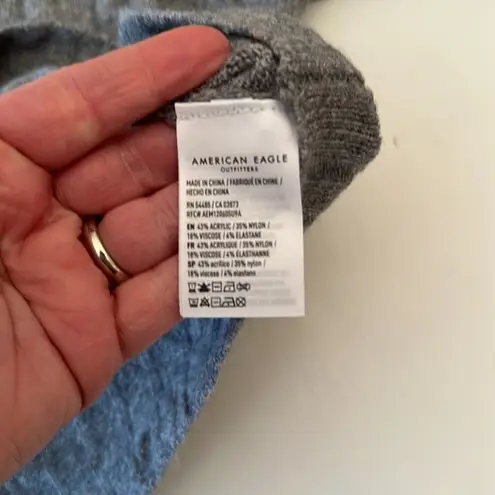 AMERICAN EAGLE
OUTFITTERS
MADE IN CHINA / FABRIQUÉ EN CHINE /
HECHO EN CHINA
RN 54485 / CA 03873
RFC# AEM120605U9A
EN 43% ACRYLIC / 35% NYLON /
18% VISCOSE / 4% ELASTANE
FR 43% ACRYLIQUE / 35% NYLON /
18% VISCOSE / 4% ÉLASTHANNE
SP 43% acrílico / 35% nylon /
18% viscosa / 4% elastano